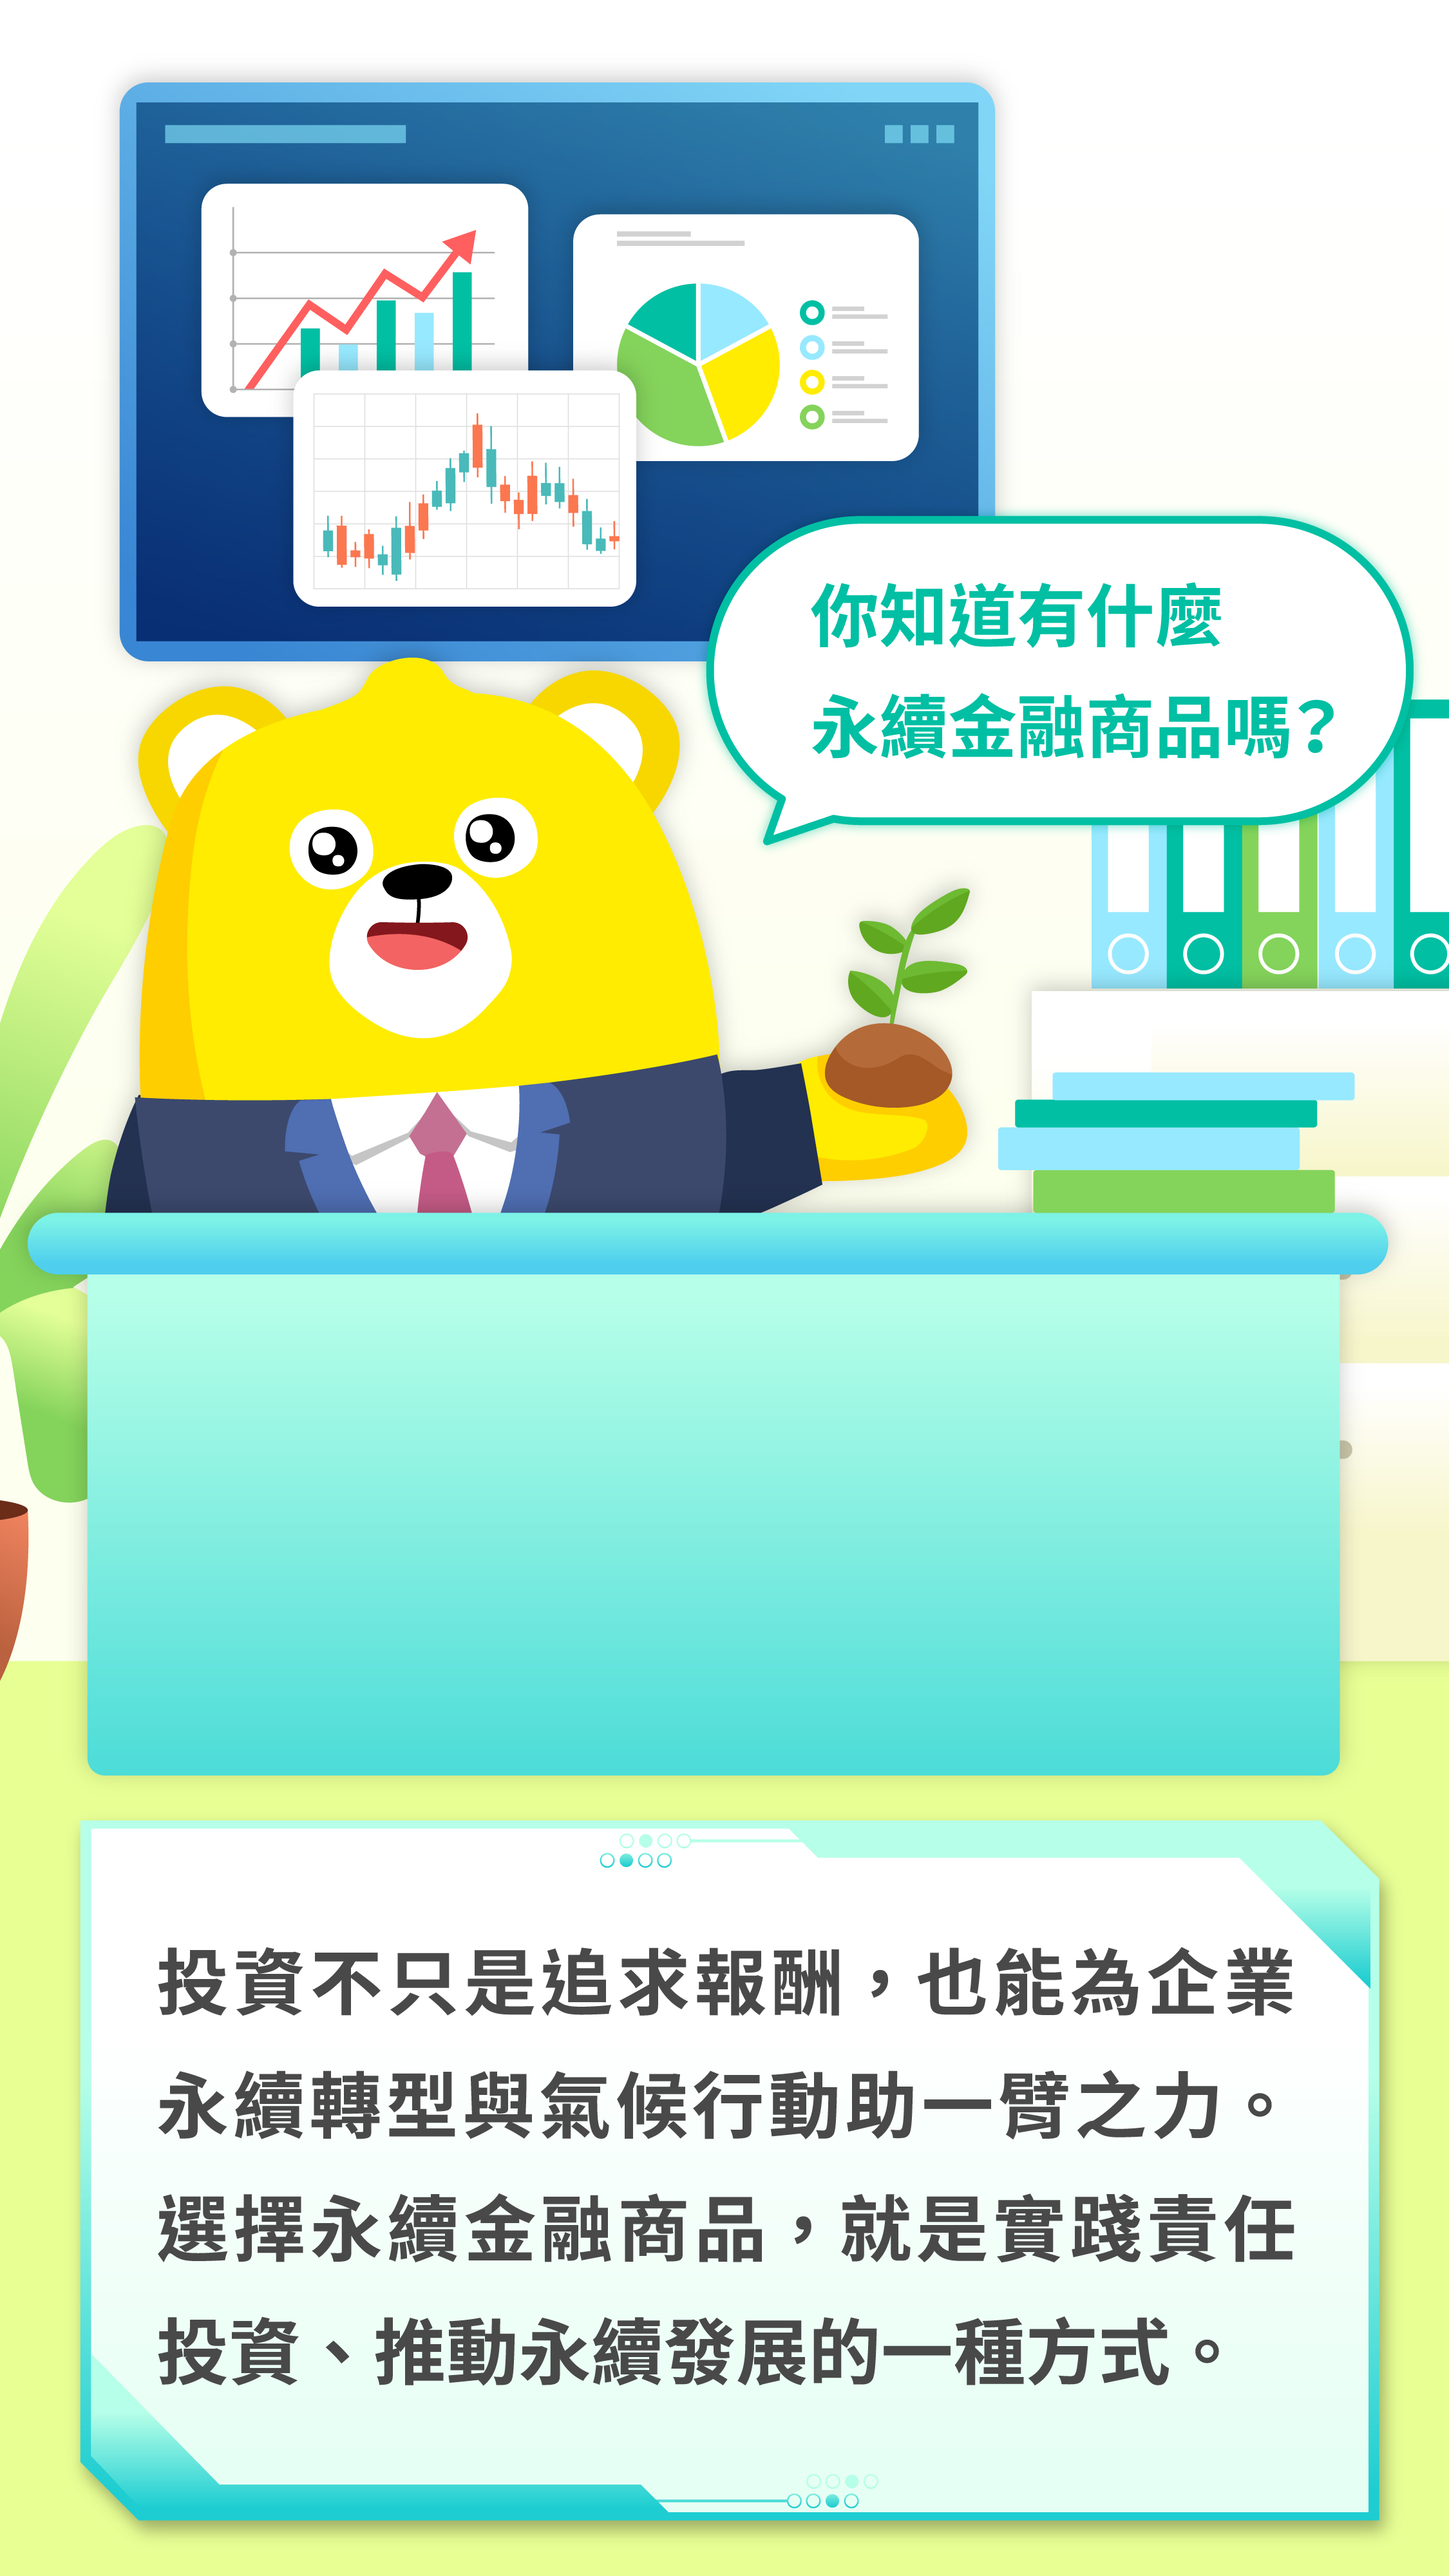 你知道有什麼
永續金融商品嗎？
投資不只是追求報酬，也能為企業
永續轉型與氣候行動助一臂之力。
選擇永續金融商品，就是實踐責任
投資、推動永續發展的一種方式。